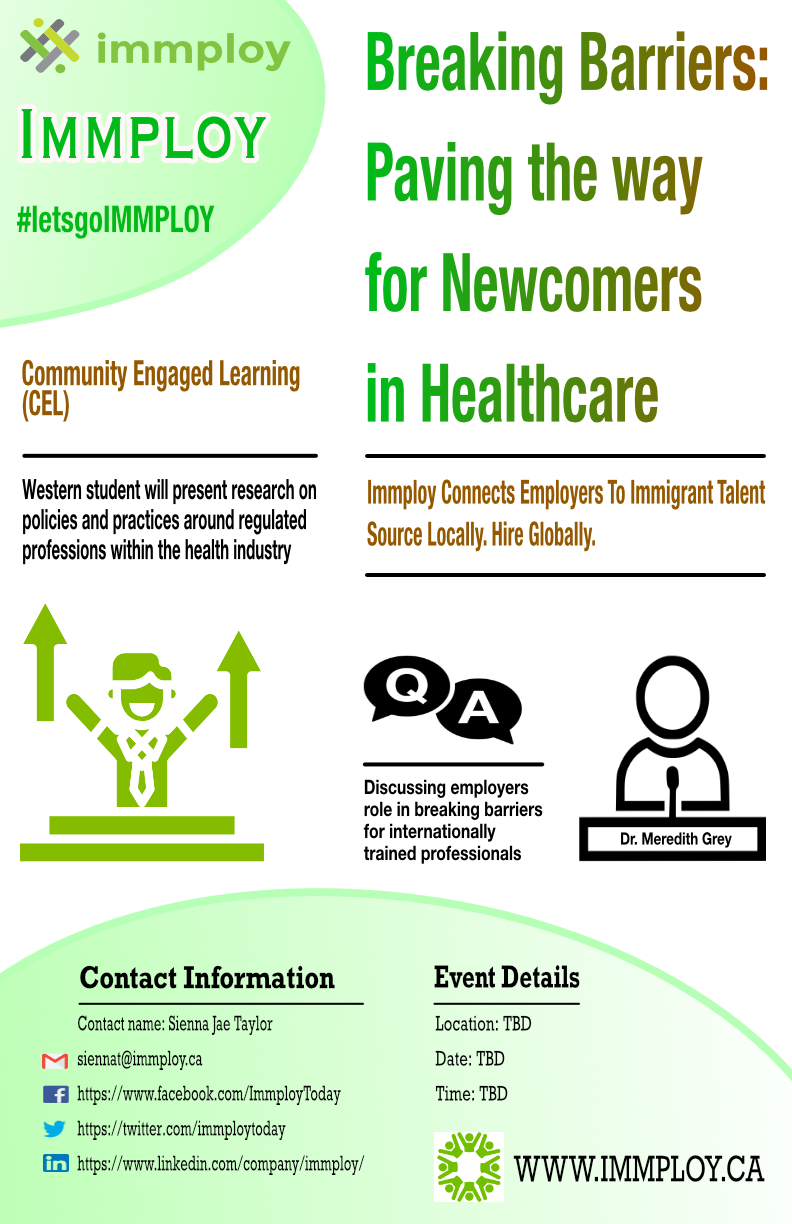 immploy
IMMPLOY
#letsgoIMMPLOY
Breaking Barriers:
Paving the way
for Newcomers
in Healthcare
Community Engaged Learning
(CEL)
Western student will present research on
policies and practices around regulated
professions within the health industry
Immploy Connects Employers To Immigrant Talent
Source Locally. Hire Globally.
Q
A
Discussing employers
role in breaking barriers
for internationally
trained professionals
Dr. Meredith Grey
Contact Information
Contact name: Sienna Jae Taylor
siennat@immploy.ca
https://www.facebook.com/ImmployToday
https://twitter.com/immploytoday
in https://www.linkedin.com/company/immploy/
Event Details
Location: TBD
Date: TBD
Time: TBD
WWW.IMMPLOY.CA